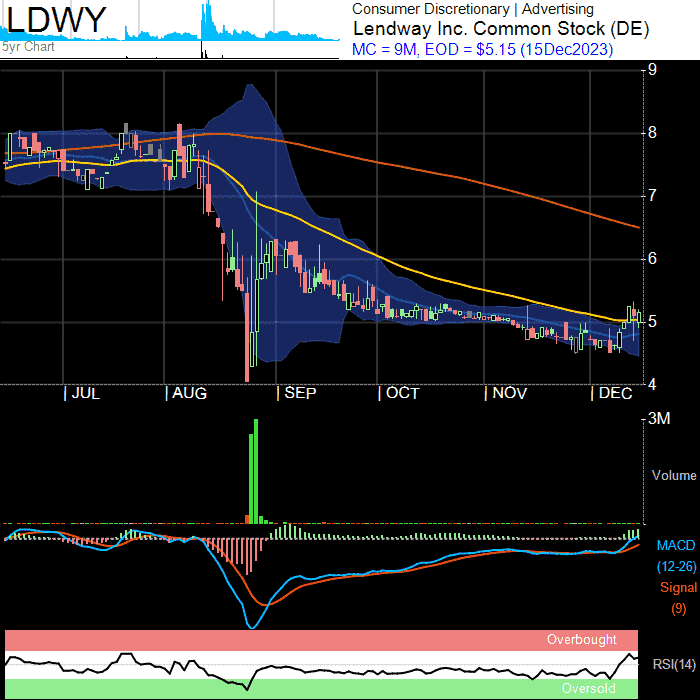 LDWY
5yr Chart
Consumer Discretionary | Advertising
Lendway Inc. Common Stock (DE)
MC = 9M, EOD = $5.15 (15Dec2023)
9
8
7
6
5
4
| JUL | AUG | SEP | OCT | NOV | DEC
3M
Volume
MACD
(12-26)
Signal
(9)
Overbought
RSI(14)
Oversold